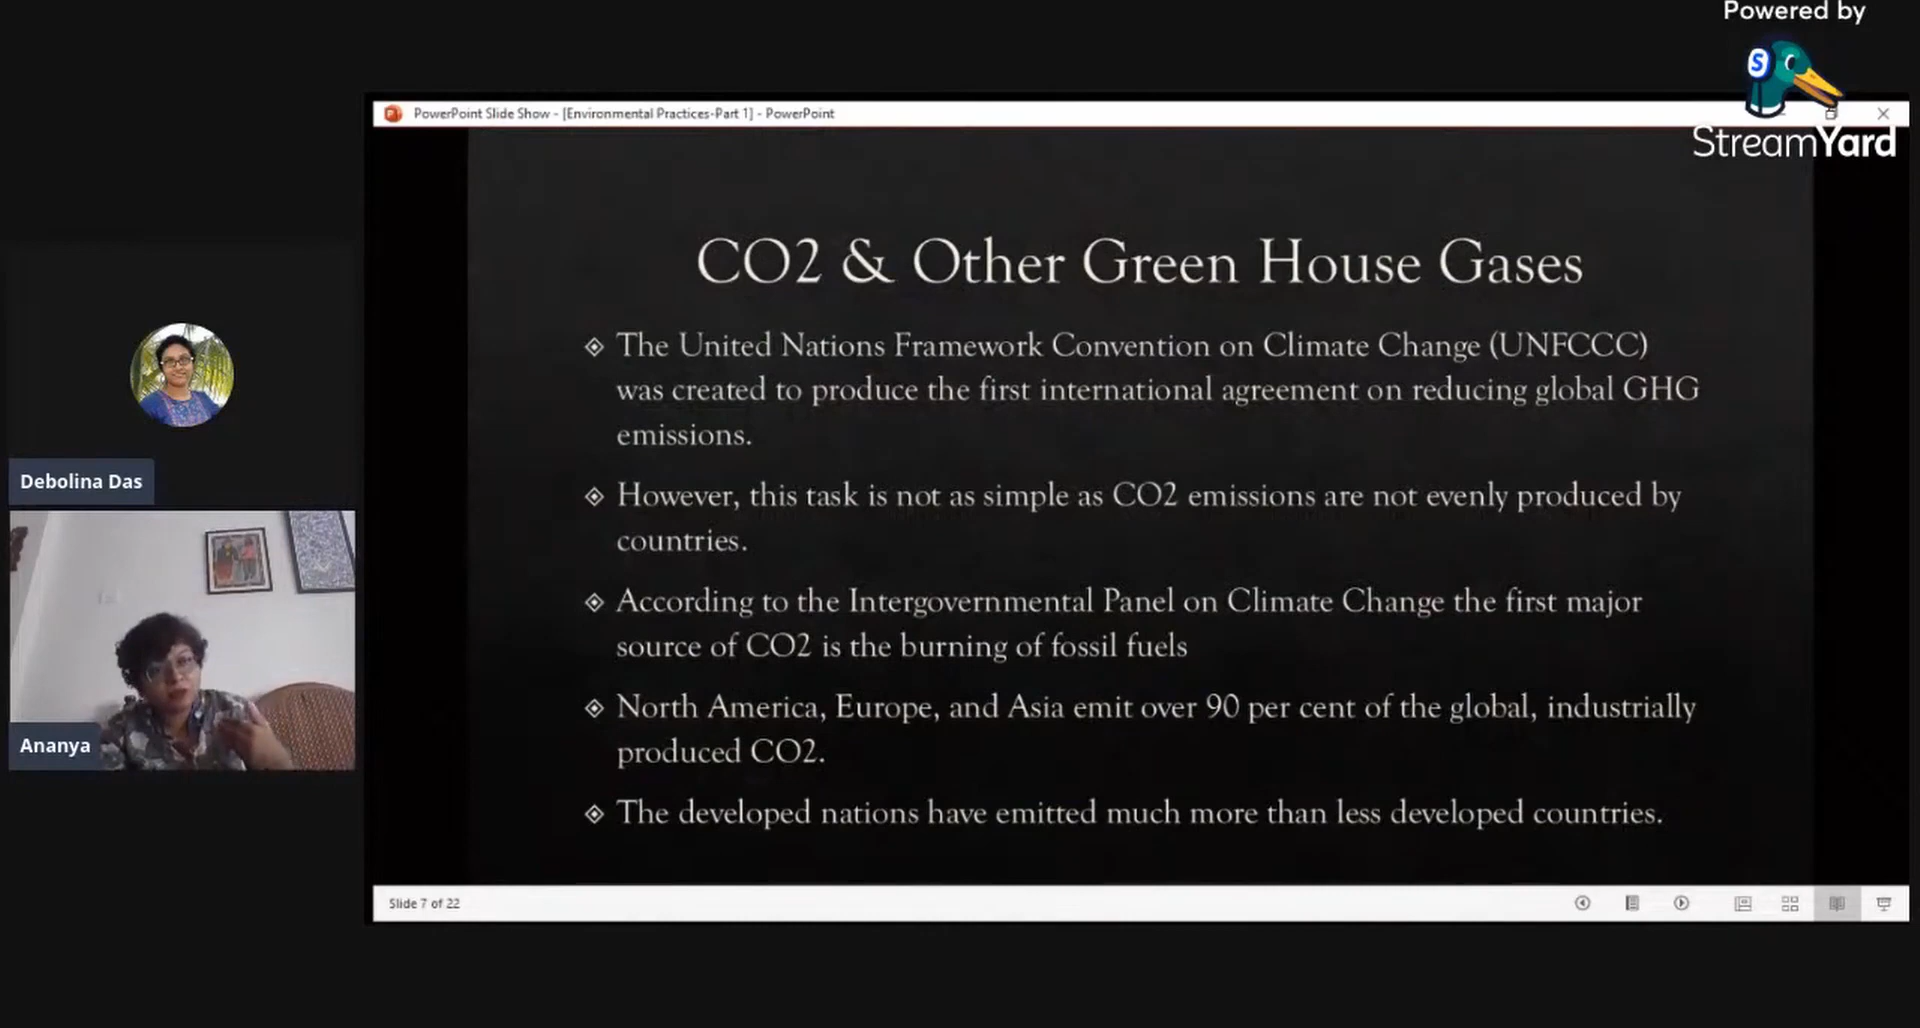 Powered by
StreamYard
PowerPoint Slide Show - [Environmental Practices-Part 1] - PowerPoint
CO2 & Other Green House Gases
The United Nations Framework Convention on Climate Change (UNFCCC)
was created to produce the first international agreement on reducing global GHG
emissions.
However, this task is not as simple as CO2 emissions are not evenly produced by
countries.
According to the Intergovernmental Panel on Climate Change the first major
source of CO2 is the burning of fossil fuels
North America, Europe, and Asia emit over 90 per cent of the global, industrially
produced CO2.
The developed nations have emitted much more than less developed countries.
Slide 7 of 22
Debolina Das
Ananya